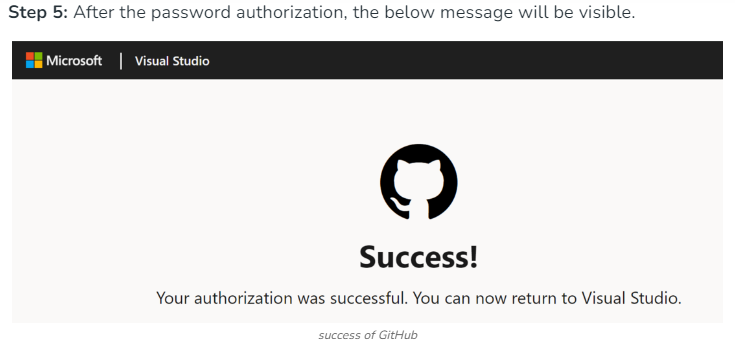 Step 5: After the password authorization, the below message will be visible.
Microsoft | Visual Studio
Success!
Your authorization was successful. You can now return to Visual Studio.
success of GitHub